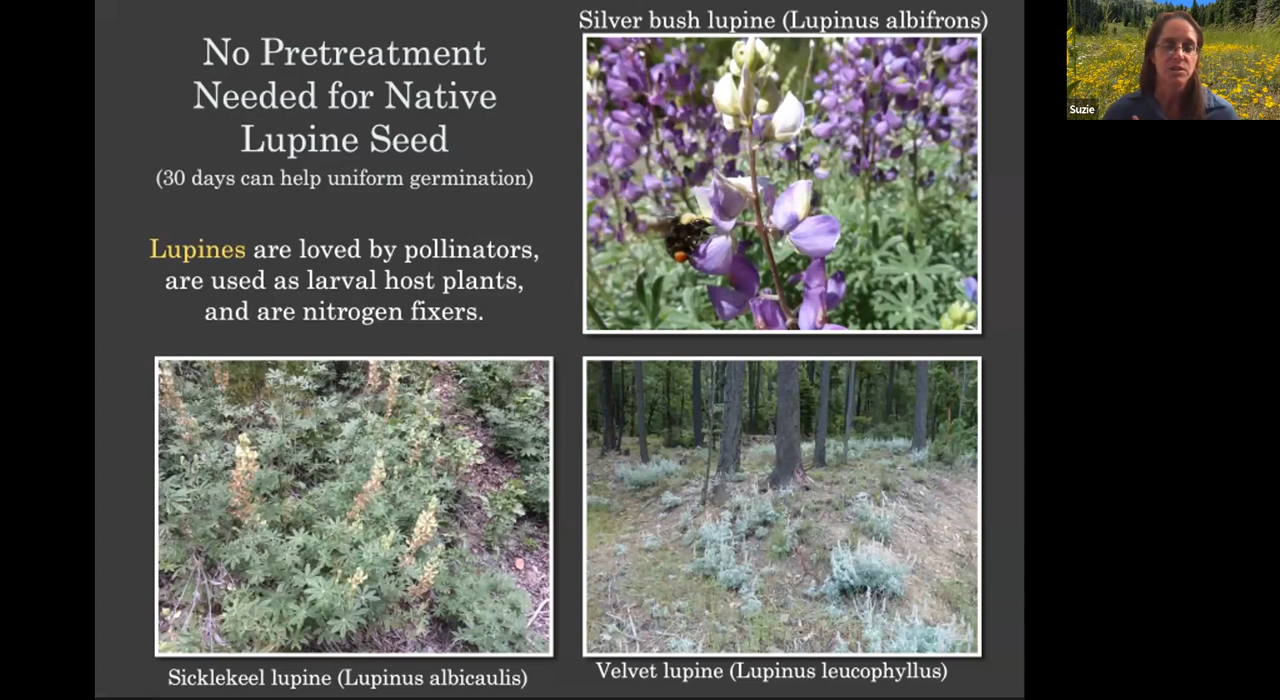 No Pretreatment
Needed for Native
Lupine Seed
(30 days can help uniform germination)
Lupines are loved by pollinators,
are used as larval host plants,
and are nitrogen fixers.
Silver bush lupine (Lupinus albifrons)
Sicklekeel lupine (Lupinus albicaulis)
Velvet lupine (Lupinus leucophyllus)
Suzie